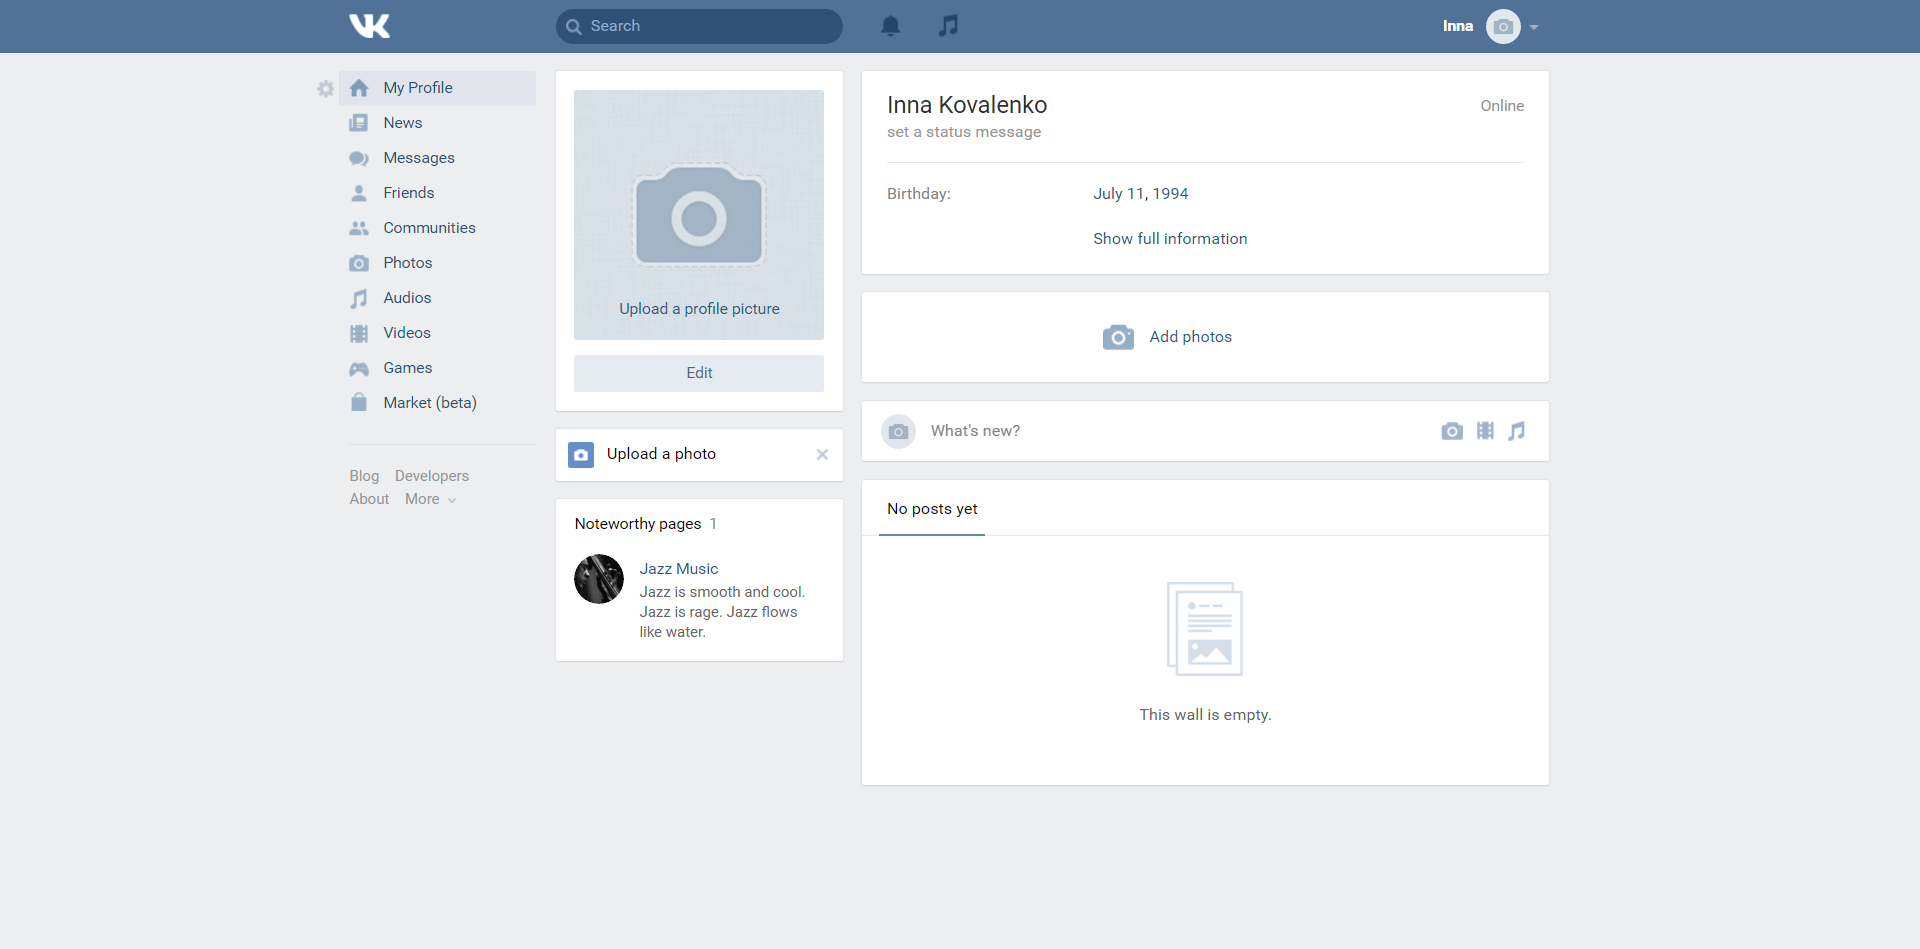 VK
Search
Inna
My Profile
News
Messages
Friends
Communities
Photos
Audios
Videos
Games
Market (beta)
Blog Developers
About More
Upload a profile picture
Edit
Upload a photo
Noteworthy pages 1
Jazz Music
Jazz is smooth and cool.
Jazz is rage. Jazz flows
like water.
Inna Kovalenko
Online
set a status message
Birthday: July 11, 1994
Show full information
Add photos
What's new?
No posts yet
This wall is empty.